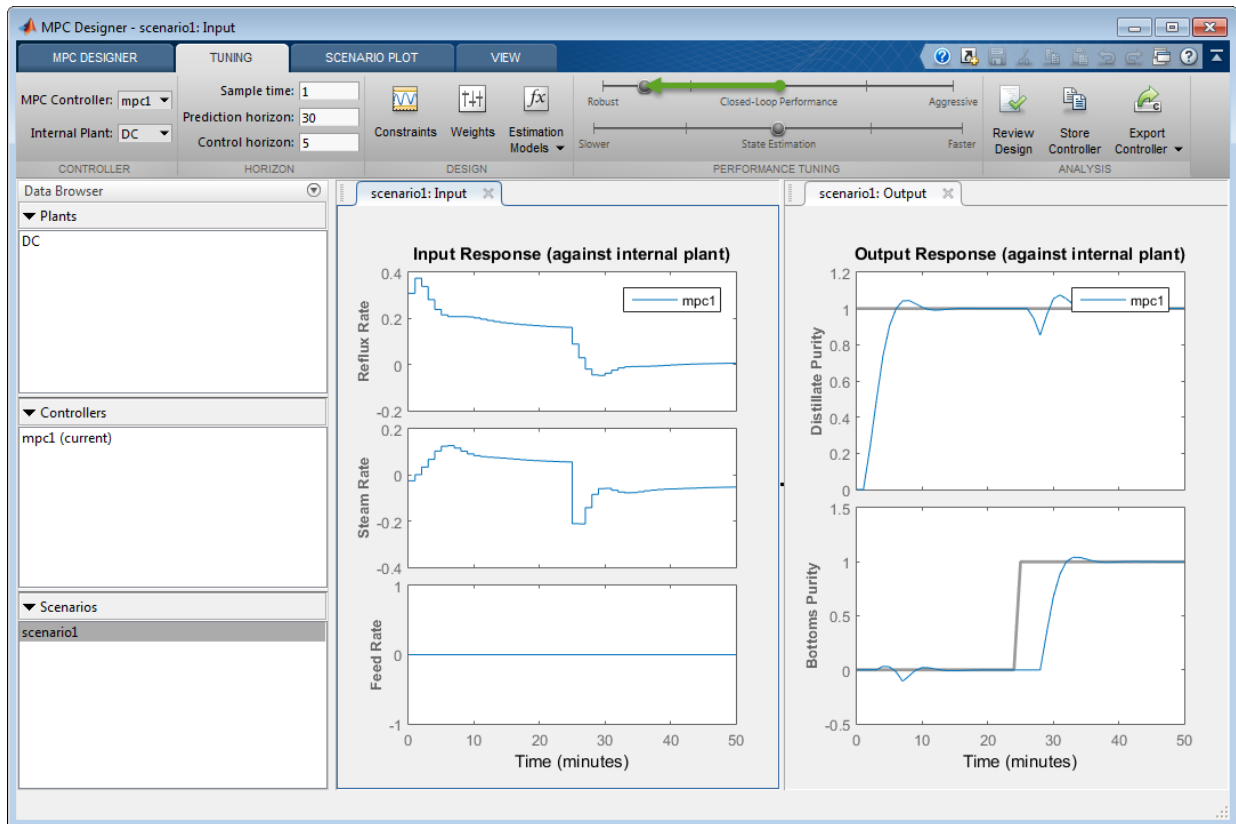 MPC Designer - scenario1: Input
MPC DESIGNER TUNING SCENARIO PLOT VIEW
MPC Controller: mpc1
Internal Plant: DC
CONTROLLER
Sample time: 1
Prediction horizon: 30
Control horizon: 5
HORIZON
Constraints
Weights
fx
Estimation
Models
DESIGN
Robust Closed-Loop Performance Aggressive
Slower State Estimation Faster
PERFORMANCE TUNING
Review
Design
Store
Controller
Export
Controller
ANALYSIS
Data Browser
Plants
DC
Controllers
mpc1 (current)
Scenarios
scenario1
scenario1: Input
Input Response (against internal plant)
mpc1
Reflux Rate
0.4
0.2
0
-0.2
Steam Rate
0.2
0
-0.2
-0.4
Feed Rate
1
0
-1
0 10 20 30 40 50
Time (minutes)
scenario1: Output
Output Response (against internal plant)
mpc1
Distillate Purity
1.2
1
0.8
0.6
0.4
0.2
0
Bottoms Purity
1.5
1
0.5
0
-0.5
0 10 20 30 40 50
Time (minutes)